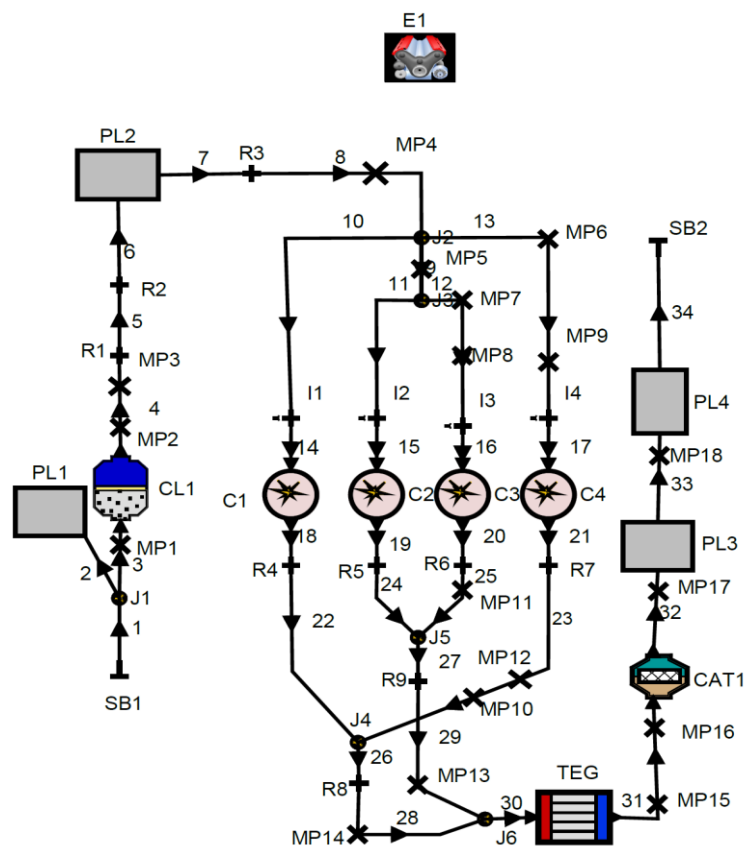 E1
PL2
7
R3
8
MP4
10
13
J2
MP6
SB2
6
9
MP5
11
12
J3
MP7
R2
34
5
R1
MP3
MP8
MP9
4
I1
I2
I3
I4
PL4
MP2
14
15
16
17
MP18
PL1
CL1
33
C1
C2
C3
C4
MP1
18
19
20
21
PL3
2
3
R4
R5
R6
R7
24
25
MP17
J1
MP11
32
1
22
23
J5
27
MP12
SB1
R9
CAT1
MP10
J4
MP16
26
29
R8
MP13
TEG
28
30
31
MP15
MP14
J6